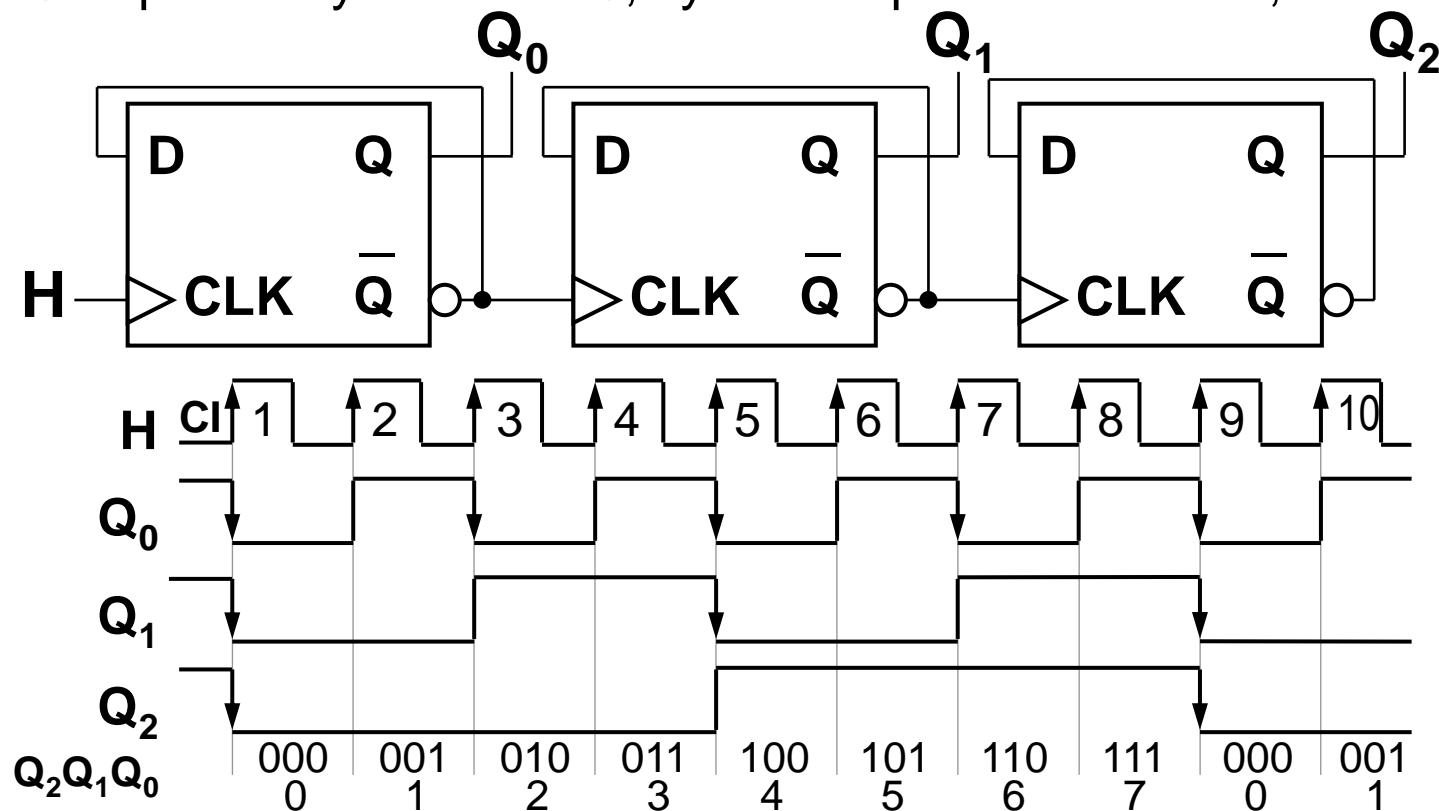 Q0 Q1 Q2
D Q D Q D Q
H CLK Q̅ CLK Q̅ CLK Q̅
H CI 1 2 3 4 5 6 7 8 9 10
Q0
Q1
Q2
Q2Q1Q0 000 001 010 011 100 101 110 111 000 001
0 1 2 3 4 5 6 7 0 1